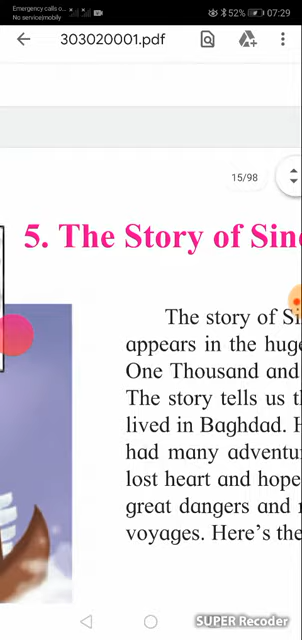 Emergency calls o...
No service|mobily
52%
07:29
303020001.pdf
15/98
5. The Story of Sin
The story of Si
appears in the huge
One Thousand and
The story tells us t
lived in Baghdad. H
had many adventu
lost heart and hope
great dangers and
voyages. Here's the
SUPER Recoder